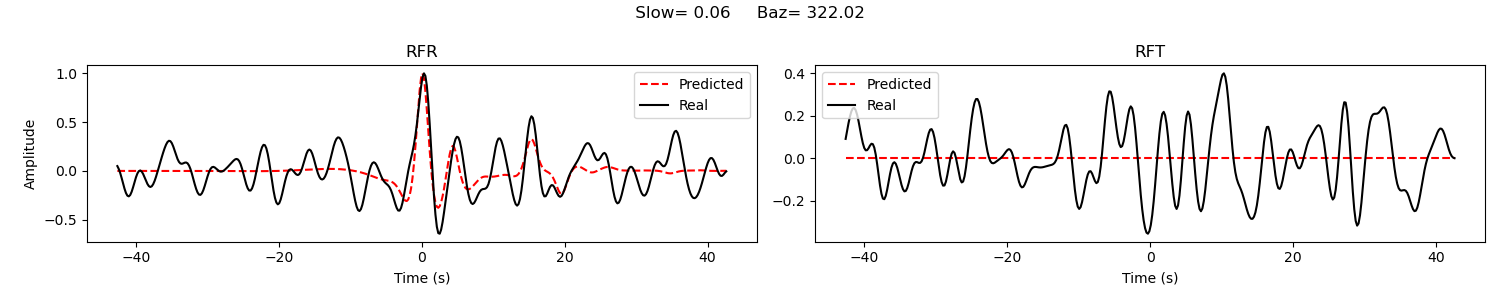 Slow= 0.06 Baz= 322.02
RFR
RFT
Amplitude
1.0
0.5
0.0
−0.5
Predicted
Real
−40 −20 0 20 40
Time (s)
0.4
0.2
0.0
−0.2
Predicted
Real
−40 −20 0 20 40
Time (s)